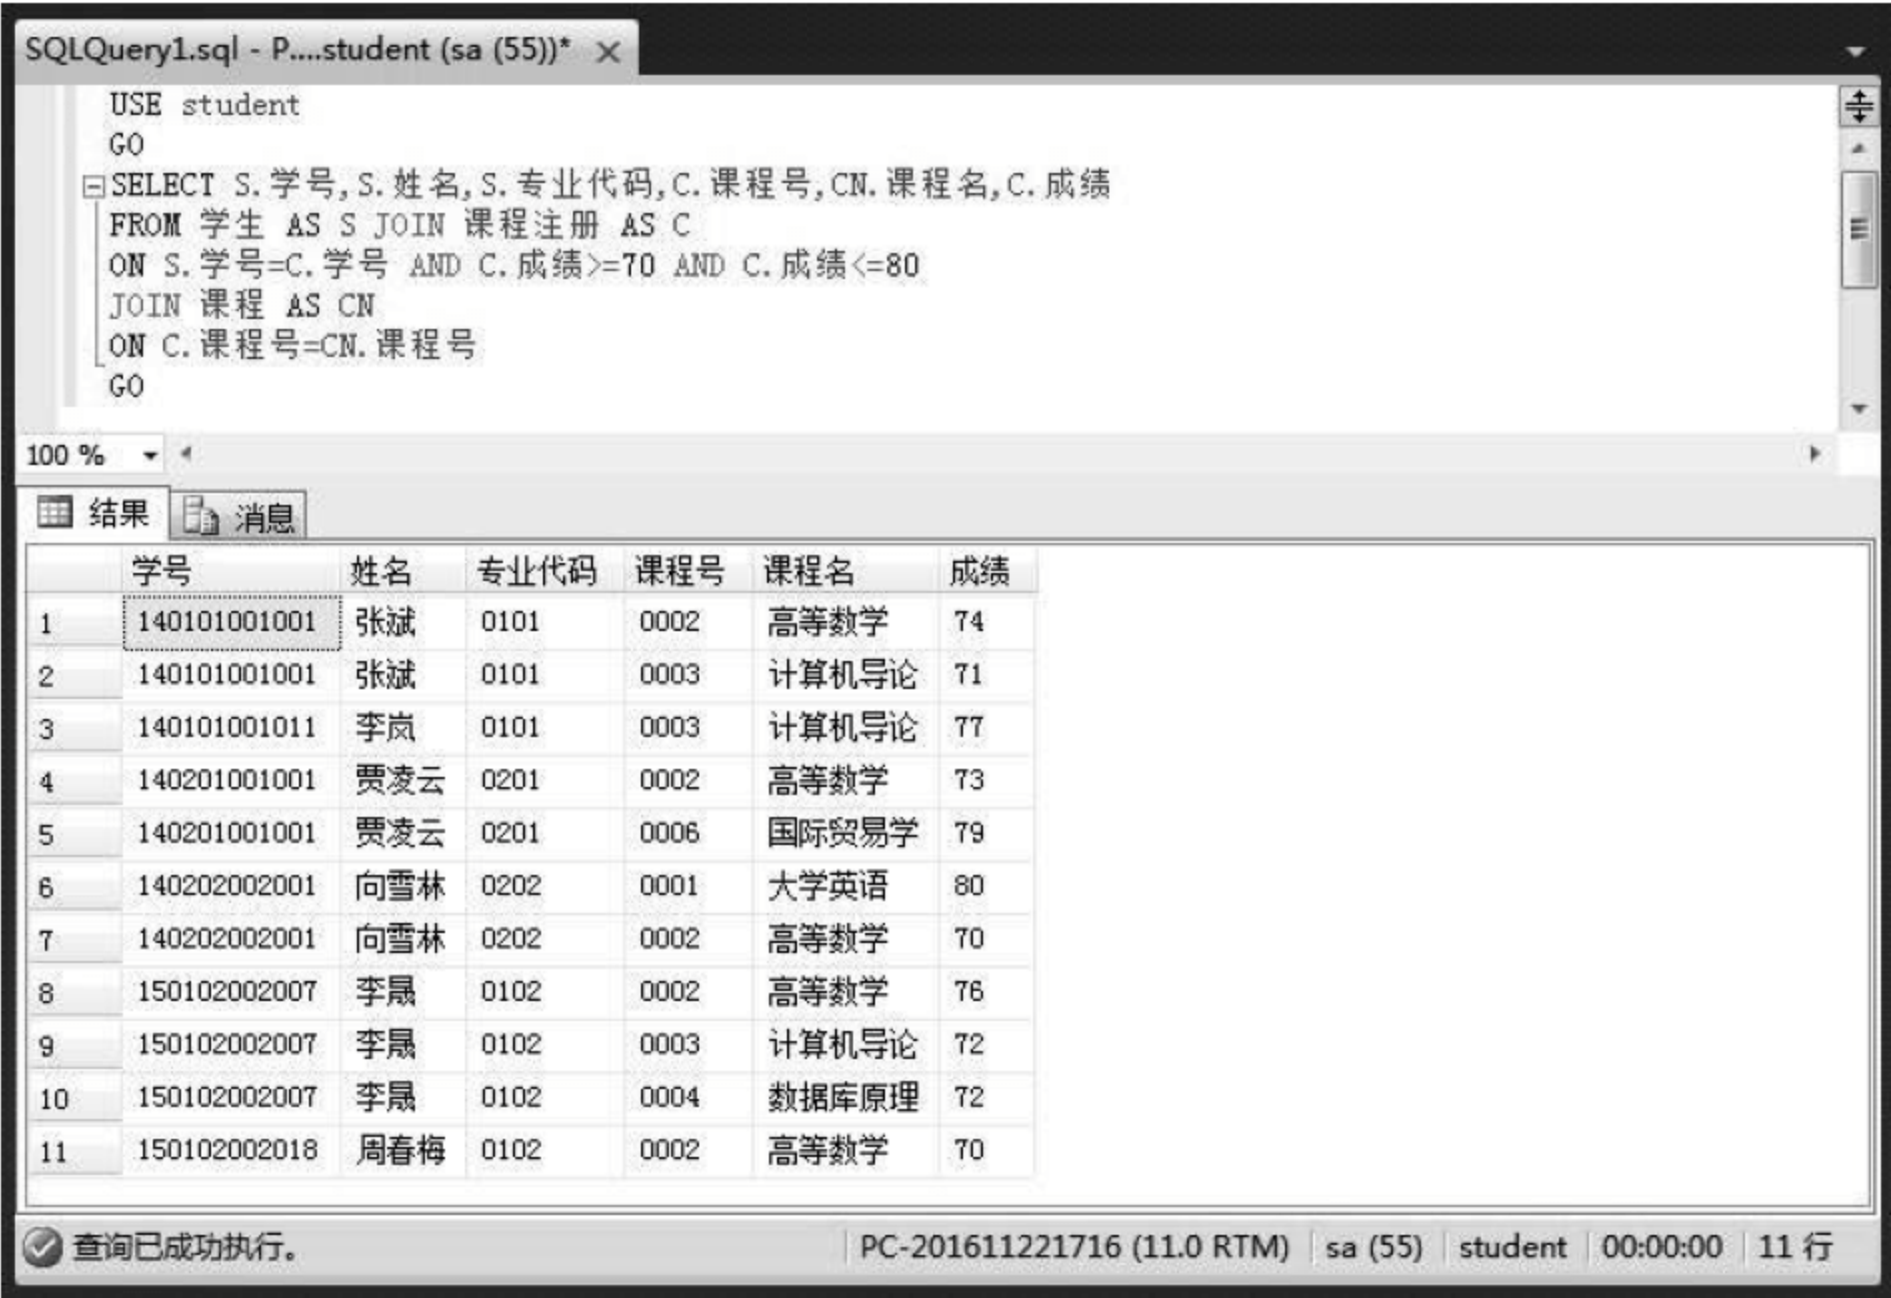 SQLQuery1.sql - P....student (sa (55))*
USE student
GO
SELECT S.学号,S.姓名,S.专业代码,C.课程号,CN.课程名,C.成绩
FROM 学生 AS S JOIN 课程注册 AS C
ON S.学号=C.学号 AND C.成绩>=70 AND C.成绩<=80
JOIN 课程 AS CN
ON C.课程号=CN.课程号
GO
100 %
结果 消息
学号 姓名 专业代码 课程号 课程名 成绩
1 140101001001 张斌 0101 0002 高等数学 74
2 140101001001 张斌 0101 0003 计算机导论 71
3 140101001011 李岚 0101 0003 计算机导论 77
4 140201001001 贾凌云 0201 0002 高等数学 73
5 140201001001 贾凌云 0201 0006 国际贸易学 79
6 140202002001 向雪林 0202 0001 大学英语 80
7 140202002001 向雪林 0202 0002 高等数学 70
8 150102002007 李晟 0102 0002 高等数学 76
9 150102002007 李晟 0102 0003 计算机导论 72
10 150102002007 李晟 0102 0004 数据库原理 72
11 150102002018 周春梅 0102 0002 高等数学 70
查询已成功执行。 PC-201611221716 (11.0 RTM) sa (55) student 00:00:00 11 行